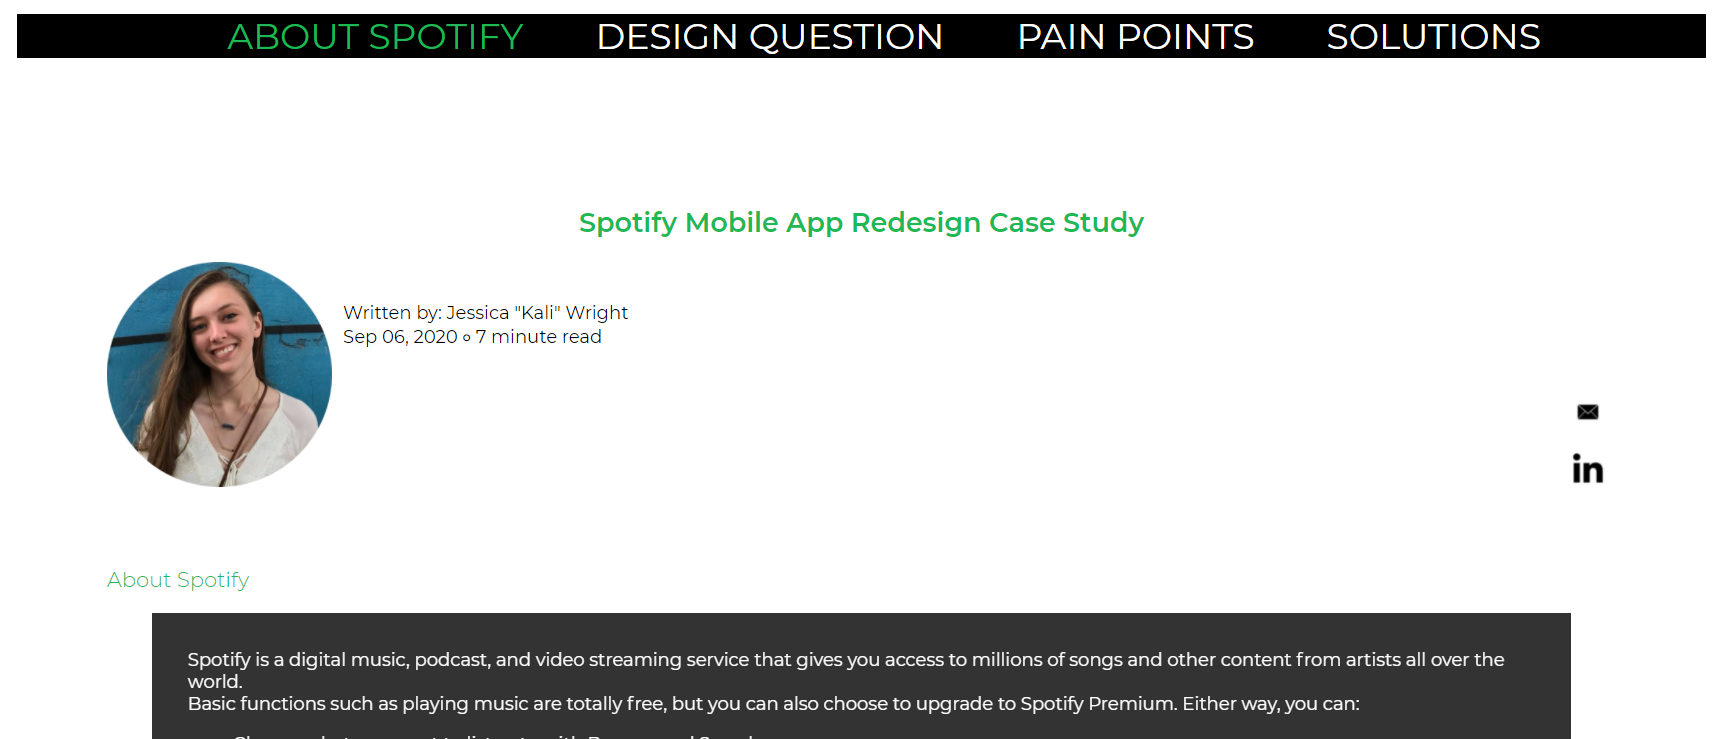 ABOUT SPOTIFY DESIGN QUESTION PAIN POINTS SOLUTIONS
Spotify Mobile App Redesign Case Study
Written by: Jessica "Kali" Wright
Sep 06, 2020 ∘ 7 minute read
in
About Spotify
Spotify is a digital music, podcast, and video streaming service that gives you access to millions of songs and other content from artists all over the
world.
Basic functions such as playing music are totally free, but you can also choose to upgrade to Spotify Premium. Either way, you can: